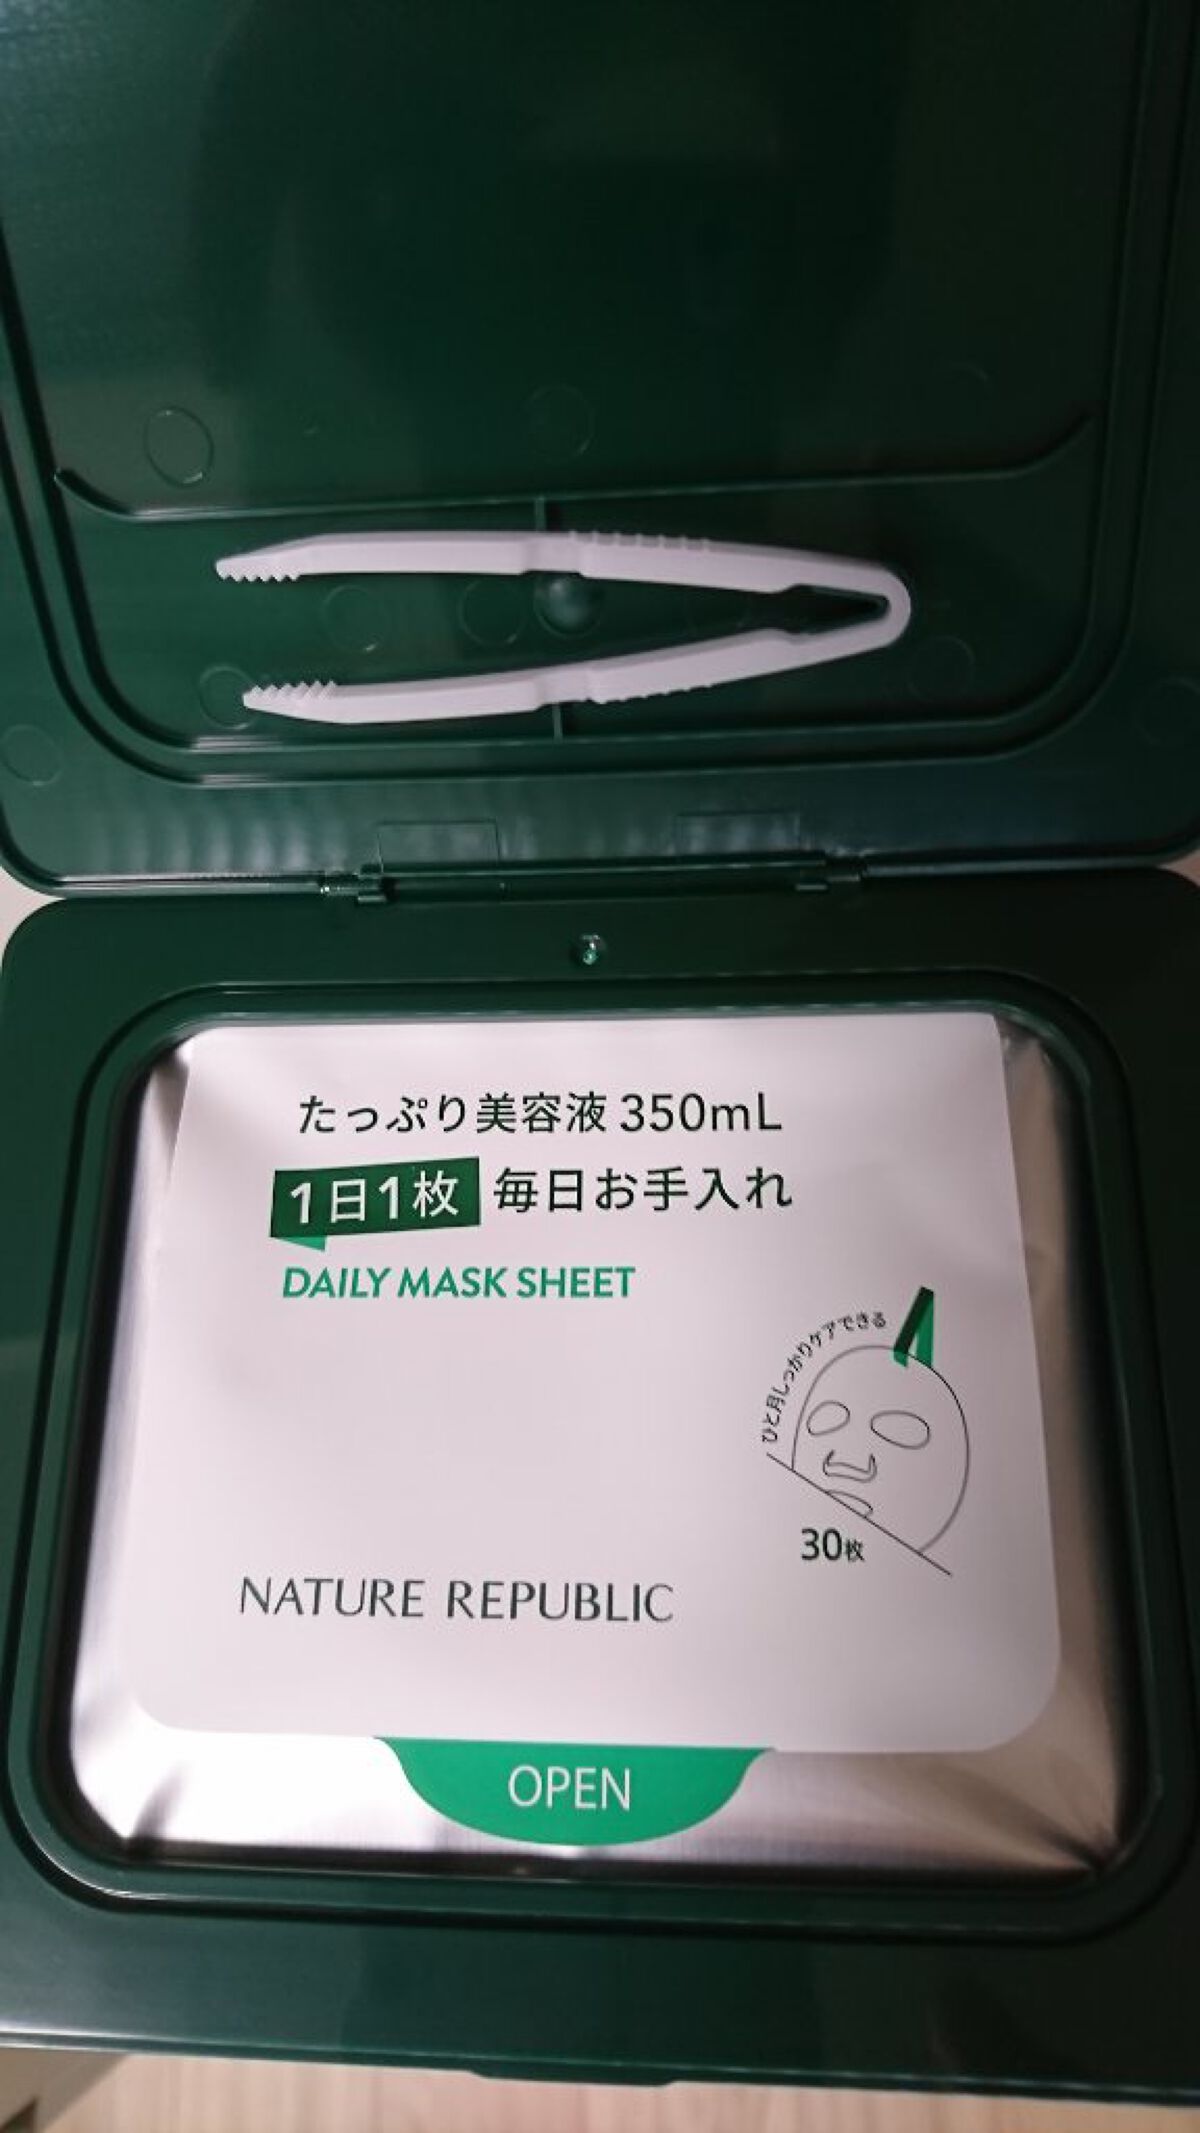 たっぷり美容液 350mL
1日1枚 毎日お手入れ
DAILY MASK SHEET
ひと月しっかりケアできる
30枚
NATURE REPUBLIC
OPEN